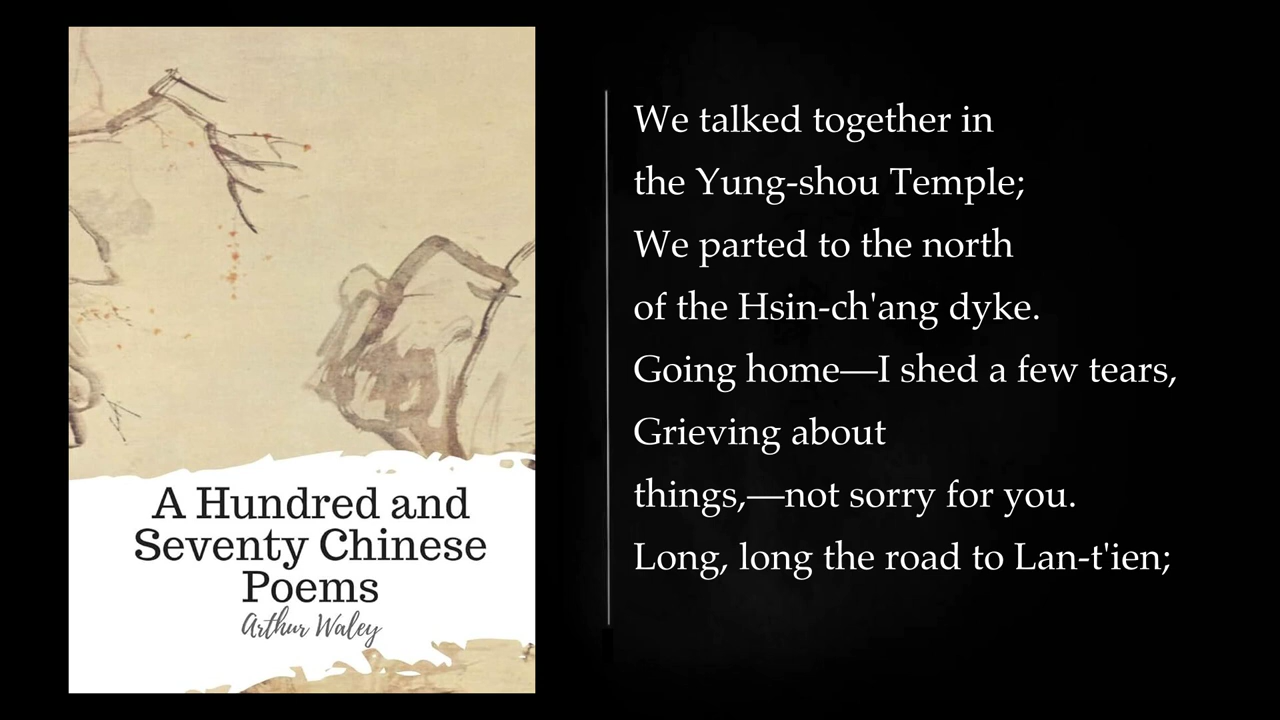 A Hundred and
Seventy Chinese
Poems
Arthur Waley
We talked together in
the Yung-shou Temple;
We parted to the north
of the Hsin-ch'ang dyke.
Going home—I shed a few tears,
Grieving about
things,—not sorry for you.
Long, long the road to Lan-t'ien;